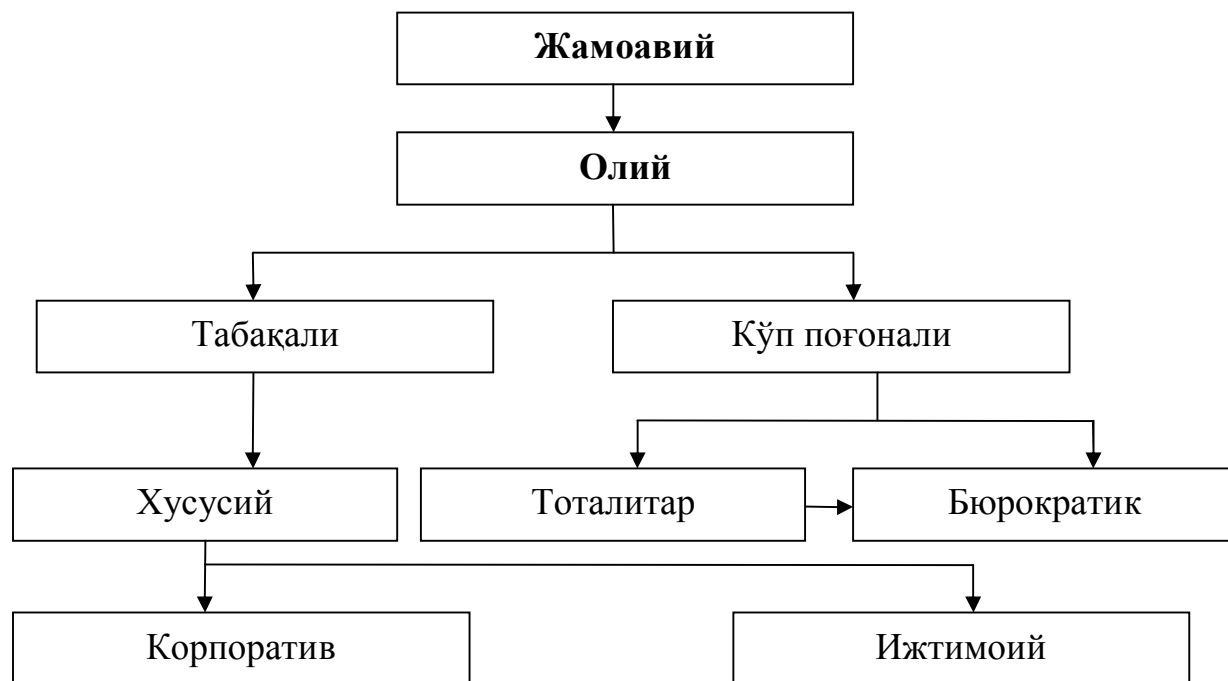 Жамоавий
Олий
Табақали
Кўп поғонали
Хусусий
Тоталитар
Бюрократик
Корпоратив
Ижтимоий